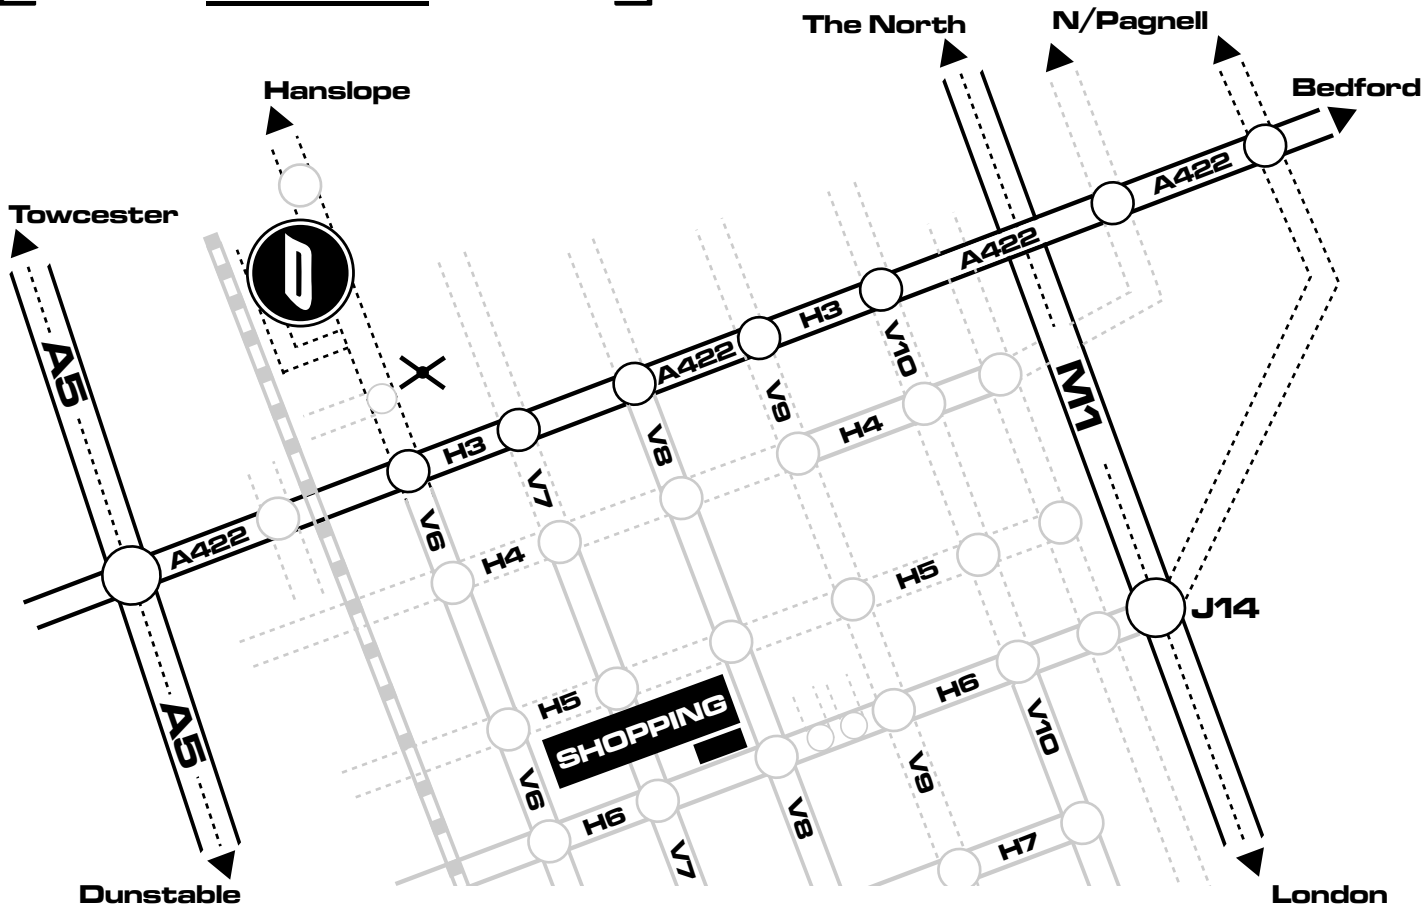 The North
N/Pagnell
Bedford
Hanslope
Towcester
A422
A422
H3
A422
V10
A5
M1
V9
H4
H3
V8
V7
V6
A422
H4
H5
J14
H5
H6
SHOPPING
A5
V10
V9
V6
H6
V8
H7
V7
Dunstable
London